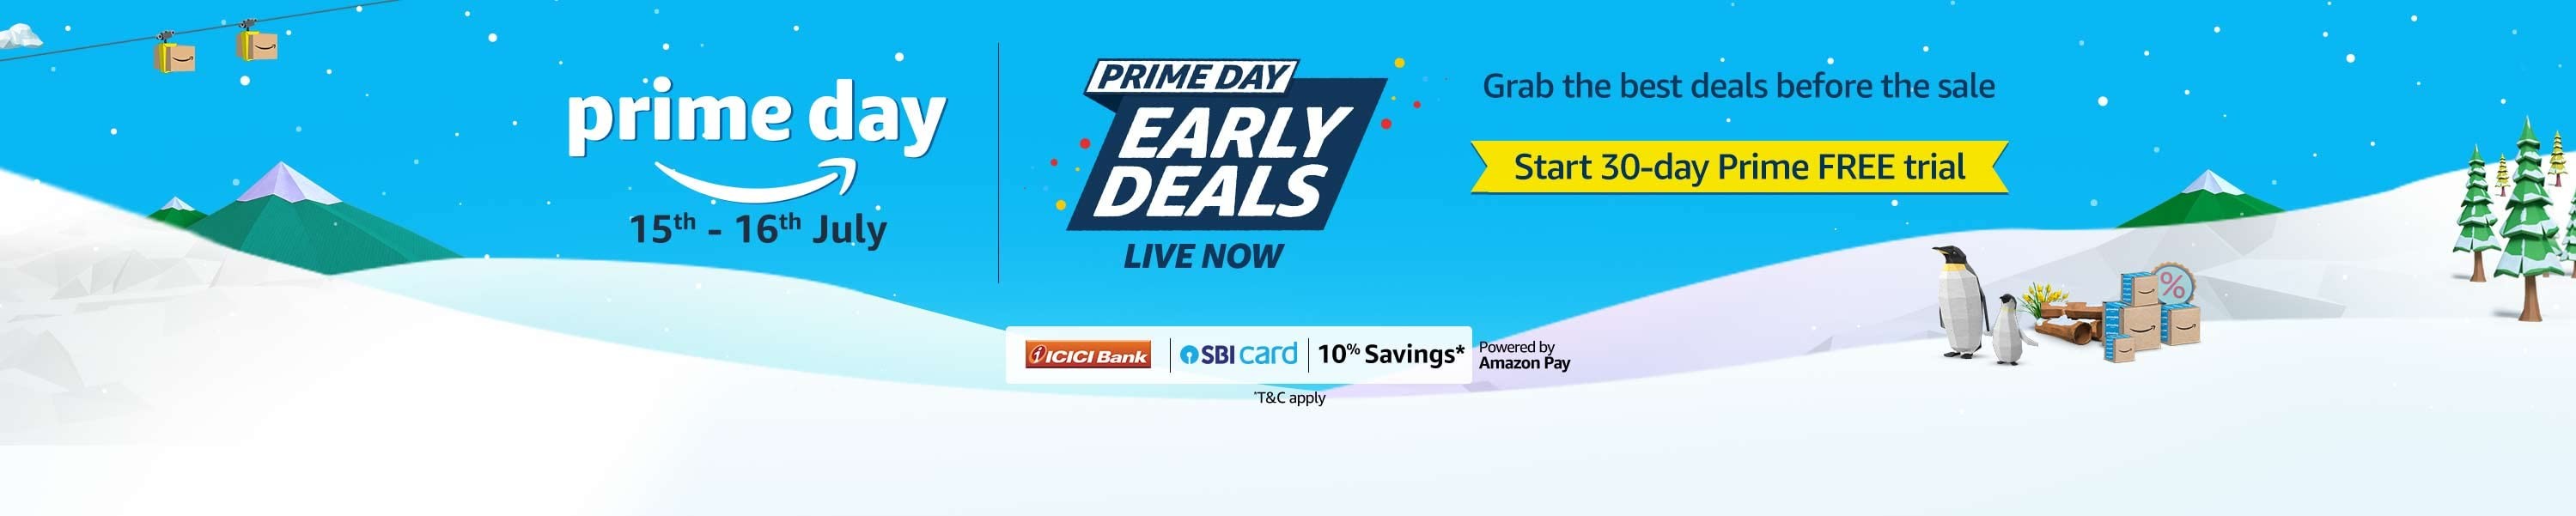 prime day
15th - 16th July
PRIME DAY
EARLY
DEALS
LIVE NOW
Grab the best deals before the sale
Start 30-day Prime FREE trial
%
ICICI Bank
SBI card
10% Savings*
Powered by
Amazon Pay
*T&C apply